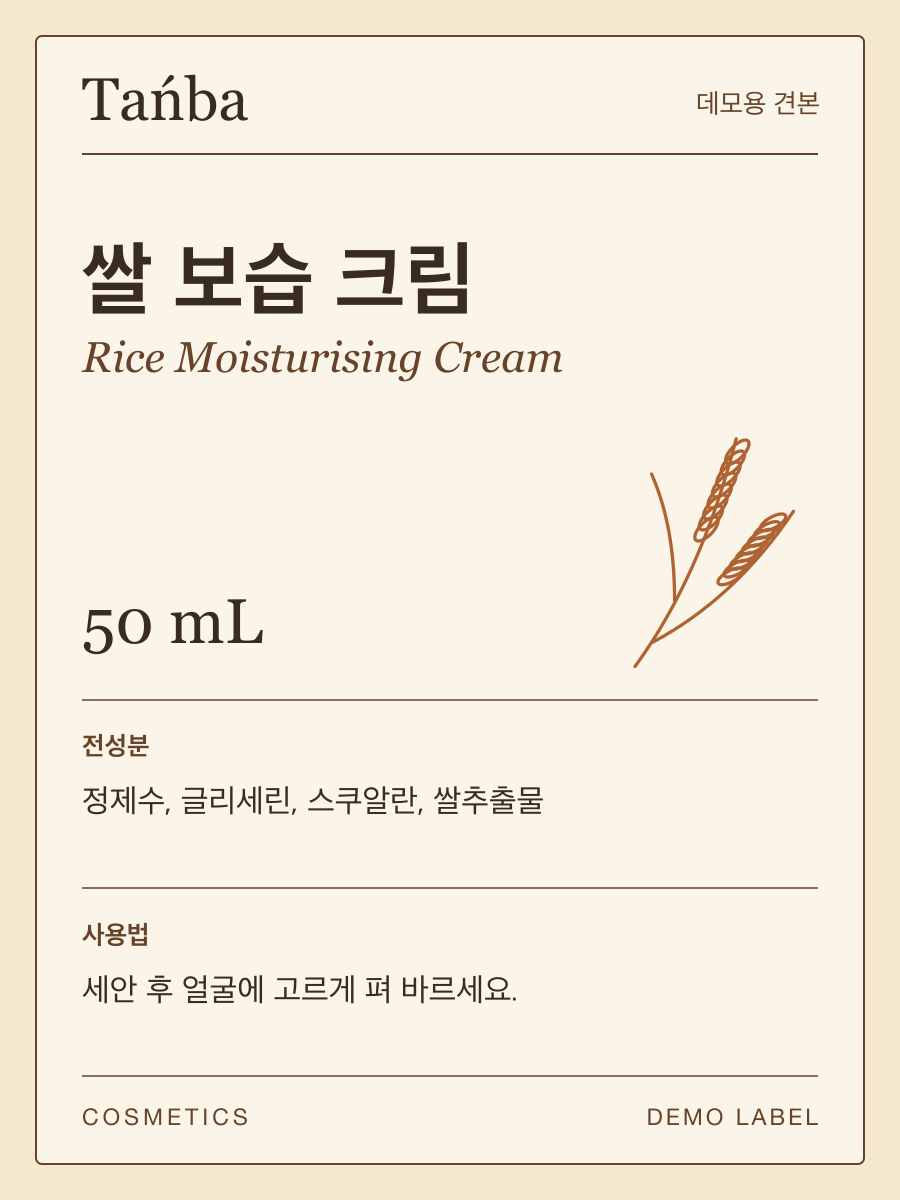 Tańba
데모용 견본
쌀 보습 크림
Rice Moisturising Cream
50 mL
전성분
정제수, 글리세린, 스쿠알란, 쌀추출물
사용법
세안 후 얼굴에 고르게 펴 바르세요.
COSMETICS
DEMO LABEL